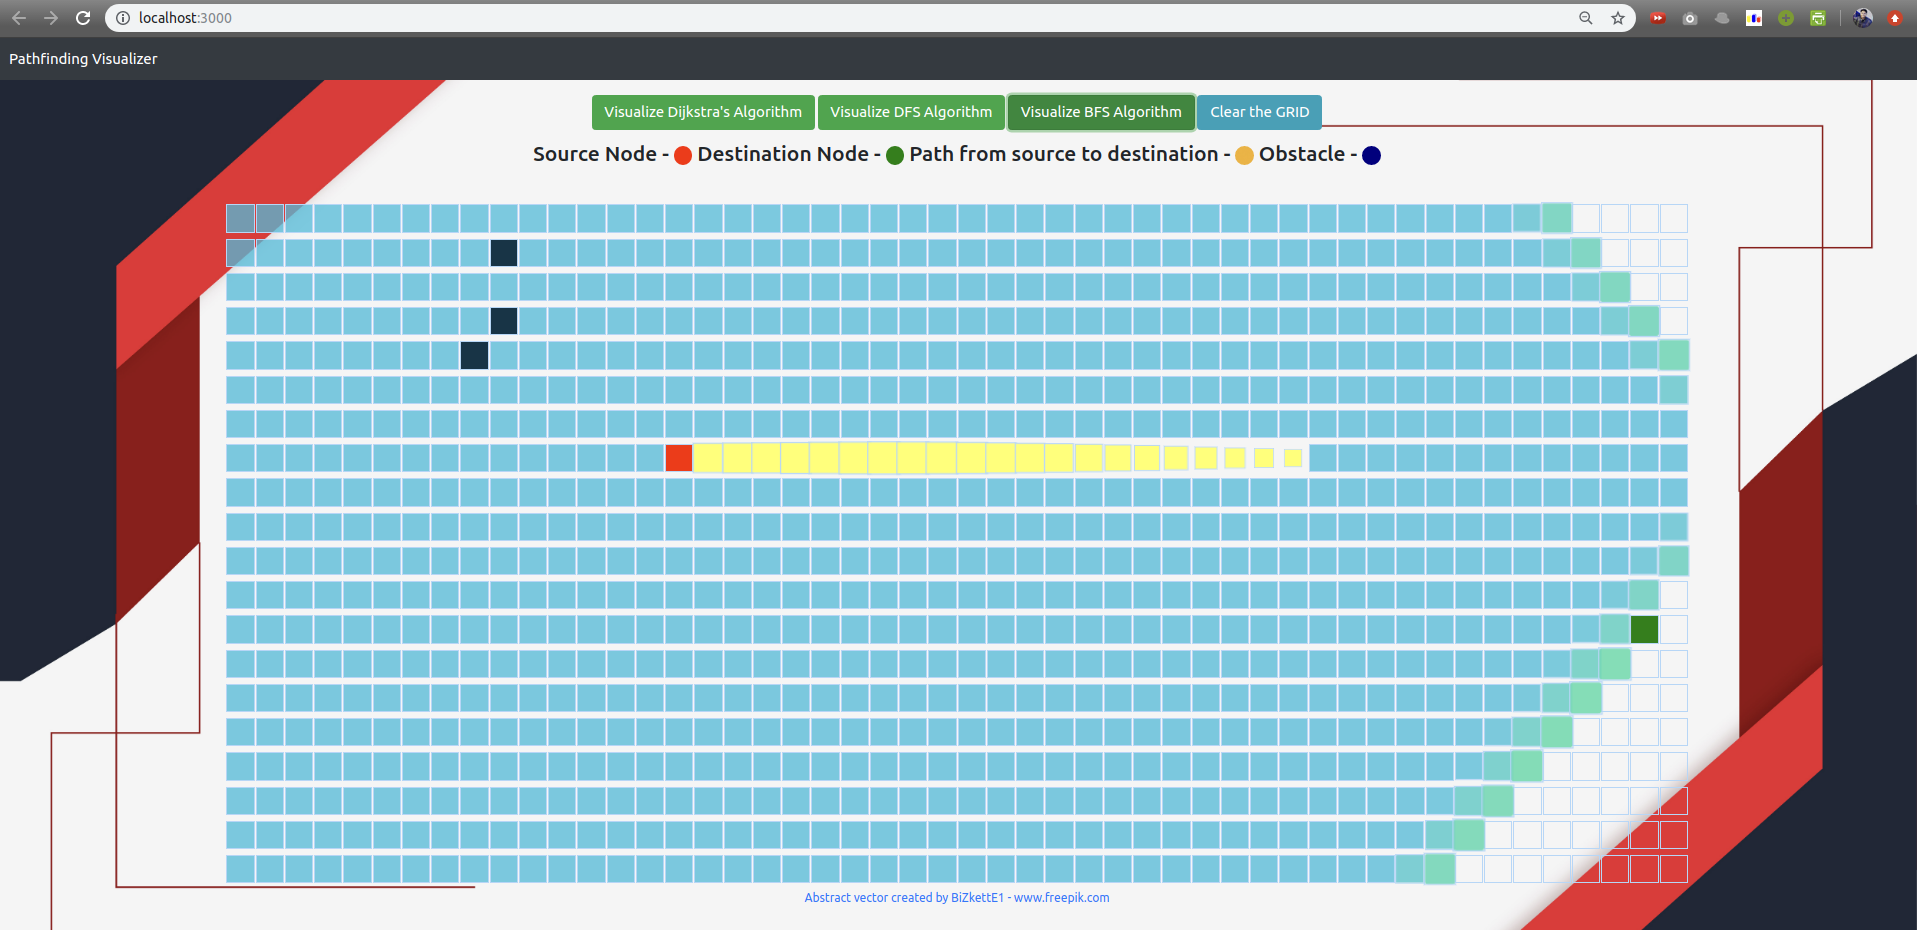 localhost:3000
Pathfinding Visualizer
Visualize Dijkstra's Algorithm Visualize DFS Algorithm Visualize BFS Algorithm Clear the GRID
Source Node - Destination Node - Path from source to destination - Obstacle -
Abstract vector created by BiZkettE1 - www.freepik.com